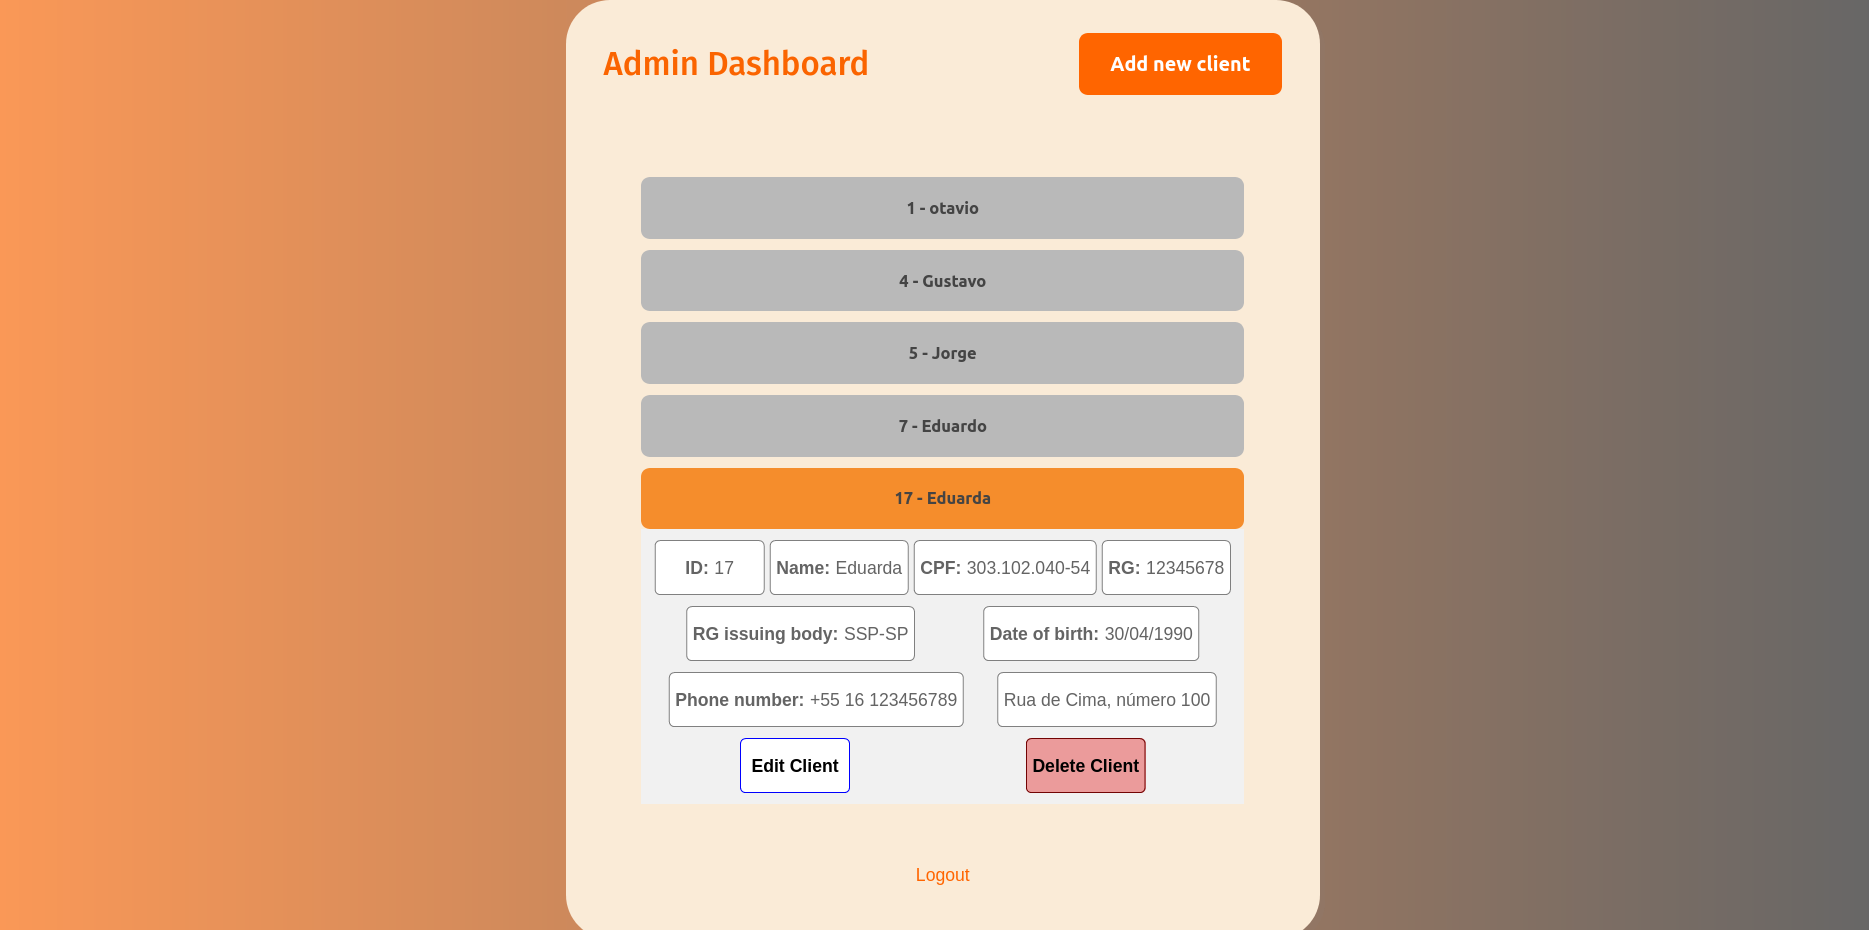 Admin Dashboard
Add new client
1 - otavio
4 - Gustavo
5 - Jorge
7 - Eduardo
17 - Eduarda
ID: 17 Name: Eduarda CPF: 303.102.040-54 RG: 12345678
RG issuing body: SSP-SP Date of birth: 30/04/1990
Phone number: +55 16 123456789 Rua de Cima, número 100
Edit Client Delete Client
Logout